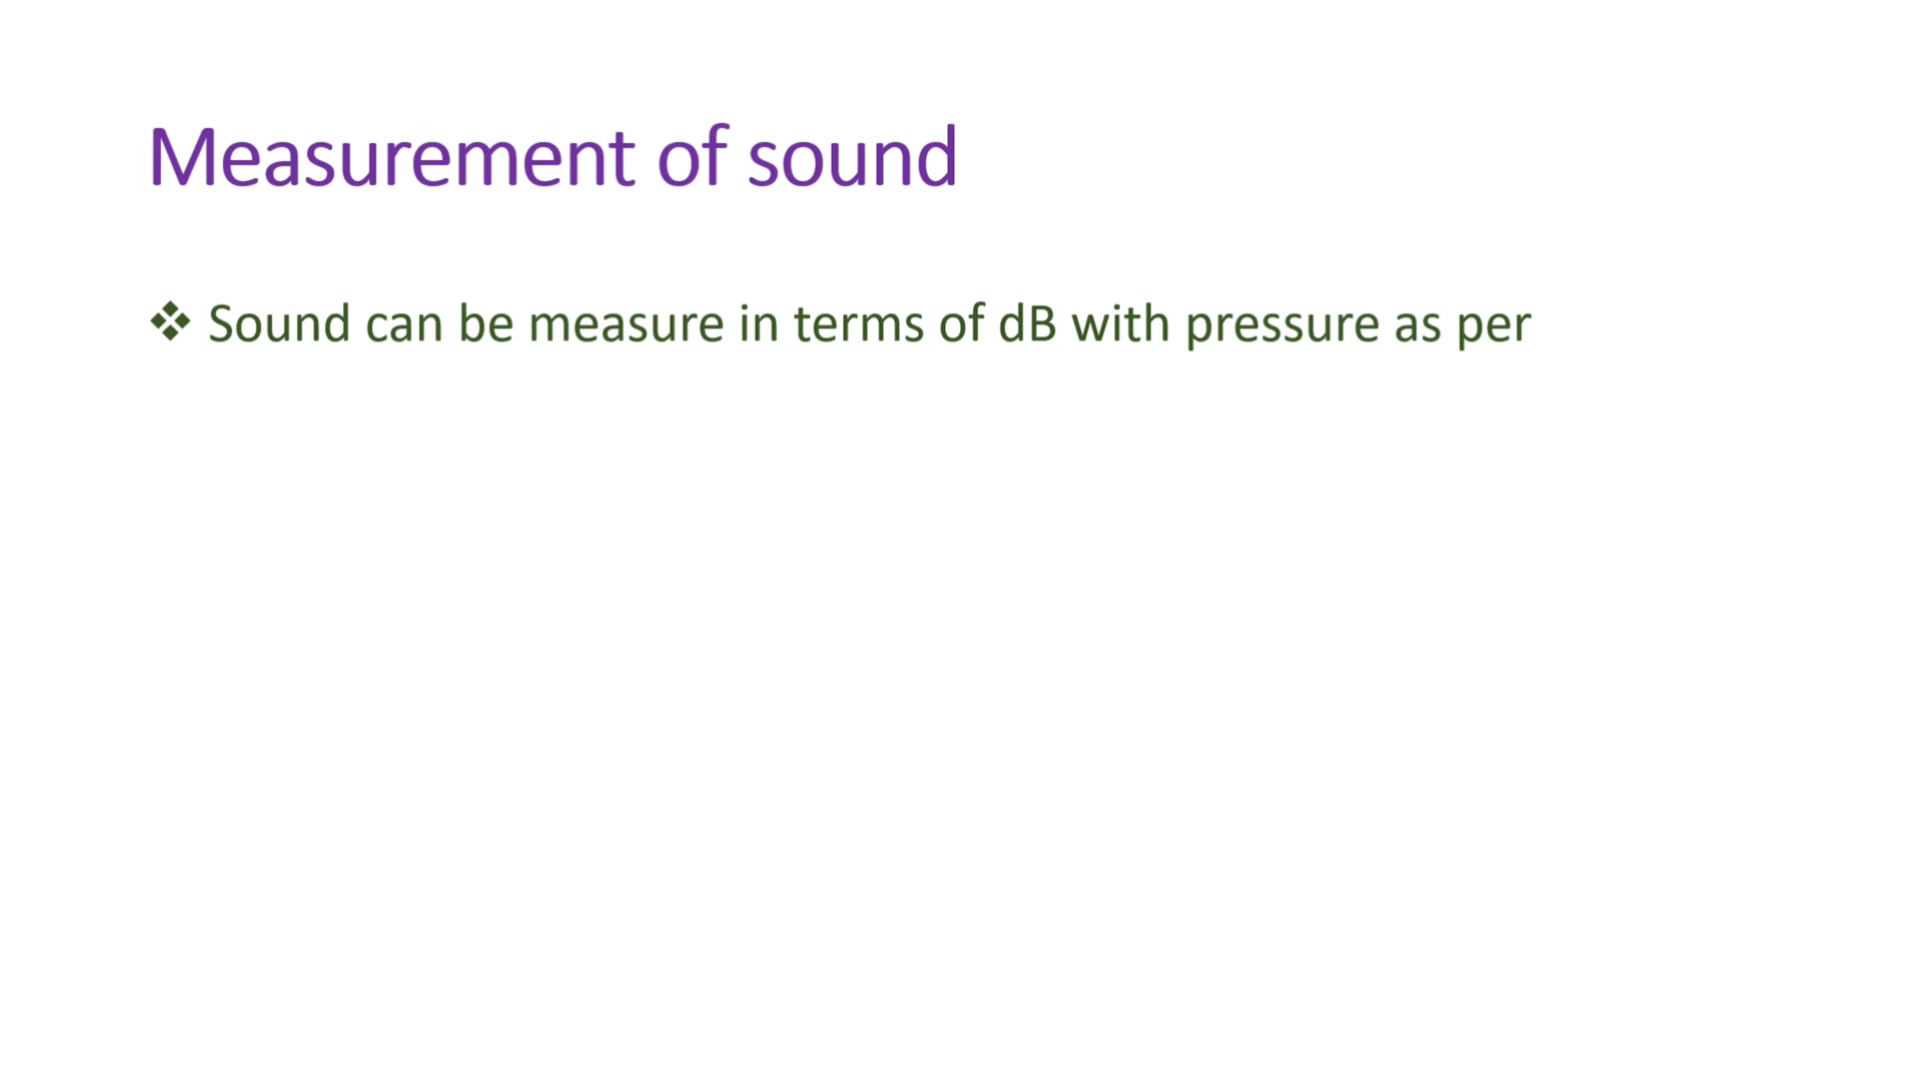 Measurement of sound
❖ Sound can be measure in terms of dB with pressure as per